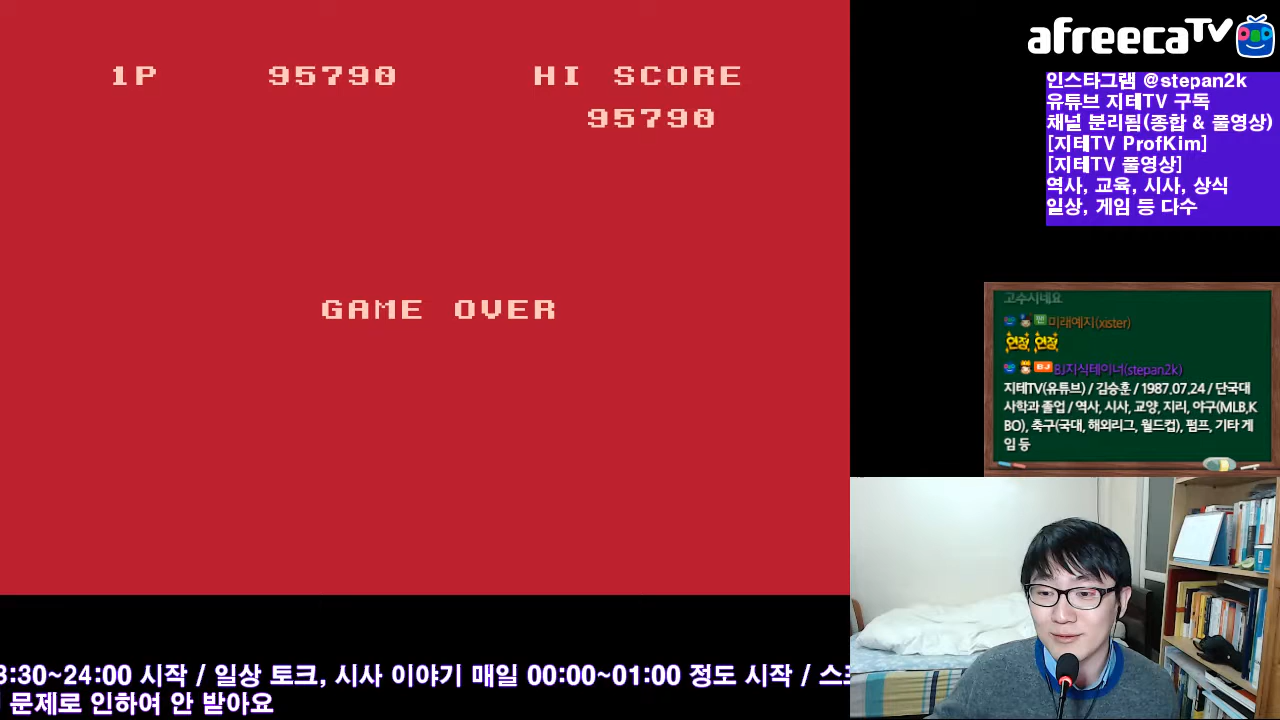 1P 95790 HI SCORE
95790
GAME OVER
afreecaTV
인스타그램 @stepan2k
유튜브 지테TV 구독
채널 분리됨(종합 & 풀영상)
[지테TV ProfKim]
[지테TV 풀영상]
역사, 교육, 시사, 상식
일상, 게임 등 다수
고수시네요
미래예지(xister)
연장 연장
BJ지식테이너(stepan2k)
지테TV(유튜브) / 김승훈 / 1987.07.24 / 단국대
사학과 졸업 / 역사, 시사, 교양, 지리, 야구(MLB,K
BO), 축구(국대, 해외리그, 월드컵), 펌프, 기타 게
임 등
3:30~24:00 시작 / 일상 토크, 시사 이야기 매일 00:00~01:00 정도 시작 / 스
문제로 인하여 안 받아요